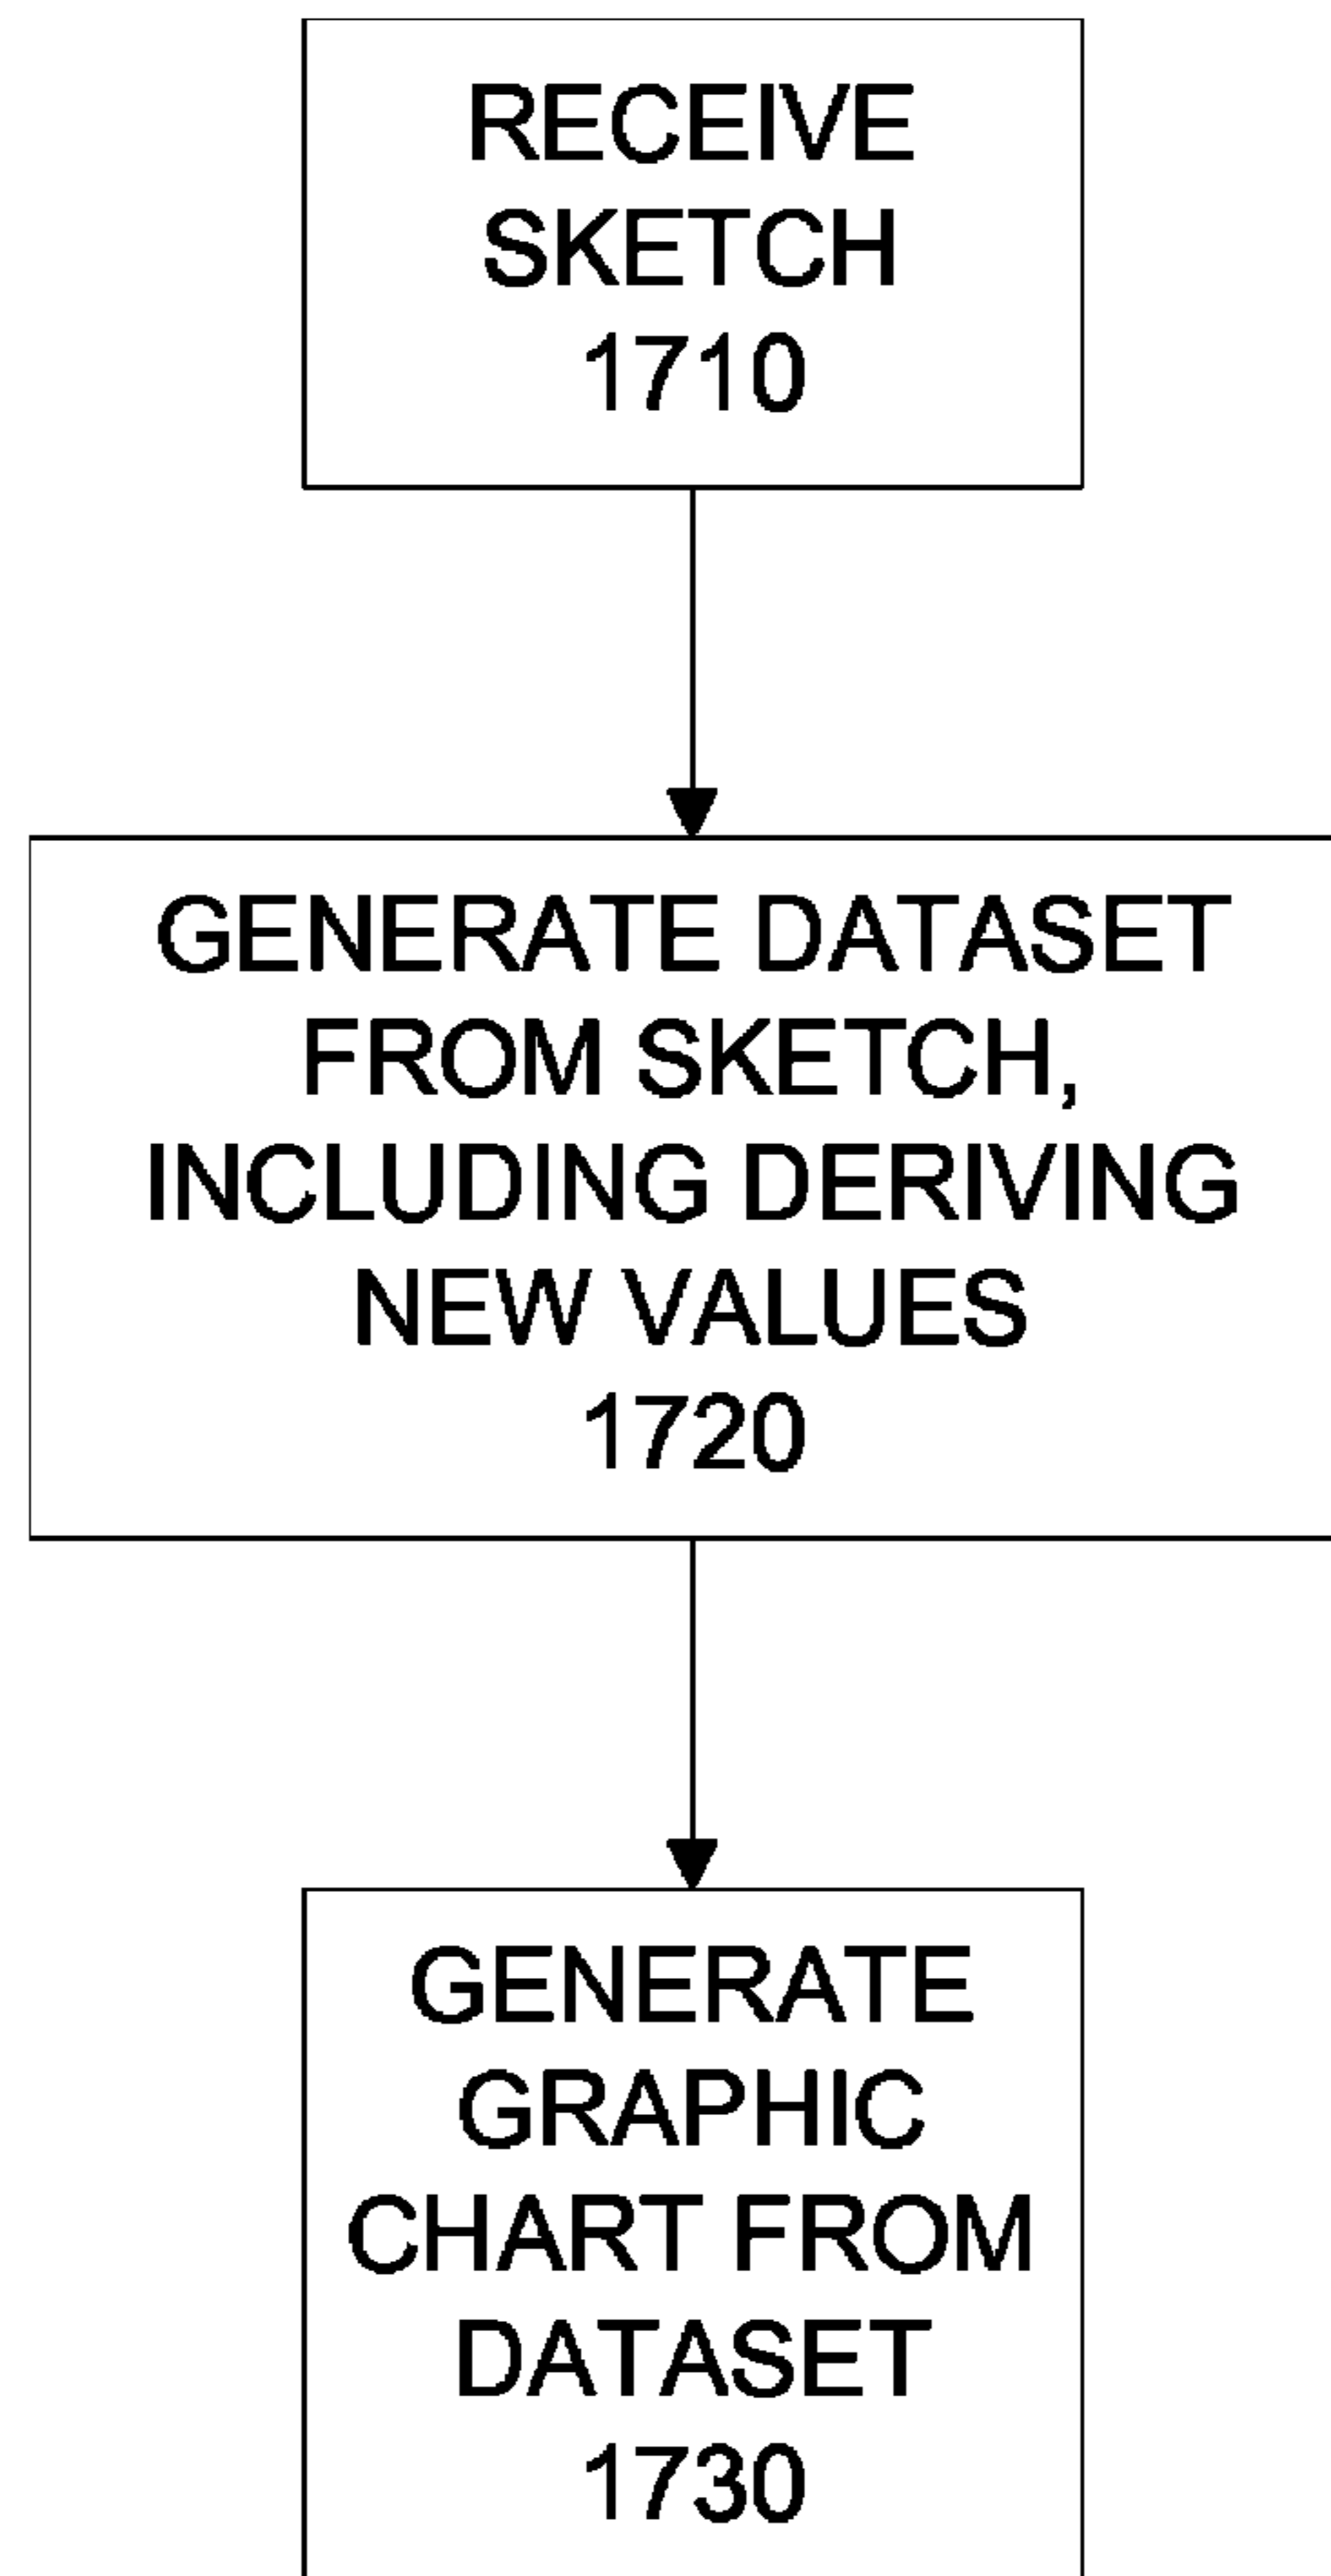 RECEIVE
SKETCH
1710
GENERATE DATASET
FROM SKETCH,
INCLUDING DERIVING
NEW VALUES
1720
GENERATE
GRAPHIC
CHART FROM
DATASET
1730